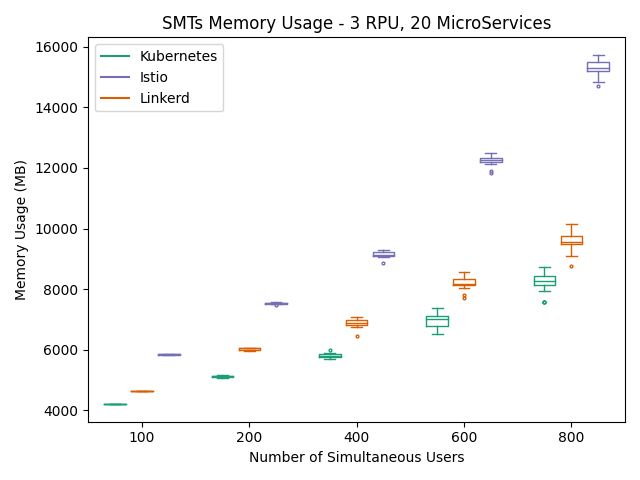 SMTs Memory Usage - 3 RPU, 20 MicroServices
Kubernetes
Istio
Linkerd
Memory Usage (MB)
16000
14000
12000
10000
8000
6000
4000
100 200 400 600 800
Number of Simultaneous Users